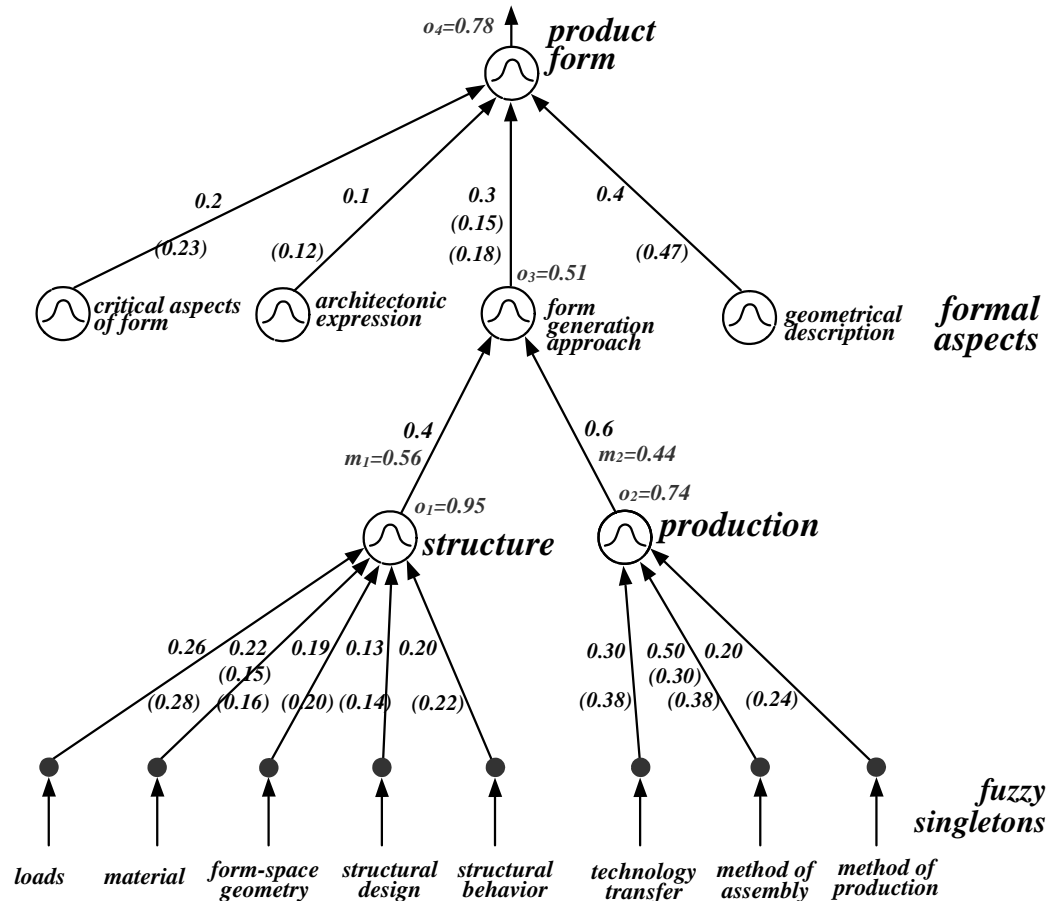 o4=0.78
product
form
0.2
0.1
0.3
0.4
(0.15)
(0.23)
(0.12)
(0.18)
(0.47)
o3=0.51
critical aspects
of form
architectonic
expression
form
generation
approach
geometrical
description
formal
aspects
0.4
0.6
m1=0.56
m2=0.44
o1=0.95
o2=0.74
structure
production
0.26
0.22
0.19
0.13
0.20
0.30
0.50
0.20
(0.15)
(0.30)
(0.28)
(0.16)
(0.20)
(0.14)
(0.22)
(0.38)
(0.38)
(0.24)
fuzzy
singletons
loads
material
form-space
geometry
structural
design
structural
behavior
technology
transfer
method of
assembly
method of
production